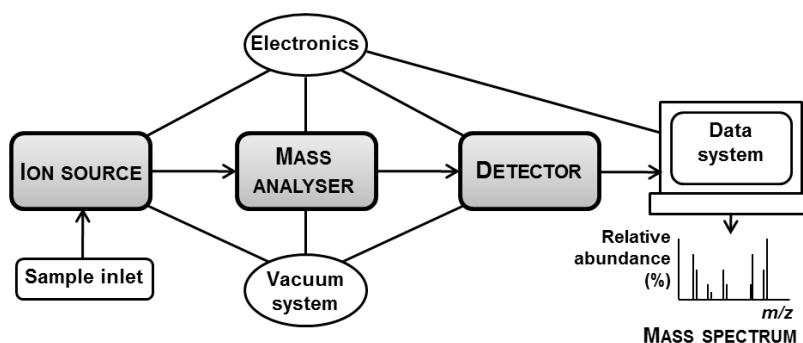 Electronics
ION SOURCE
MASS
ANALYSER
DETECTOR
Data
system
Sample inlet
Vacuum
system
Relative
abundance
(%)
m/z
MASS SPECTRUM